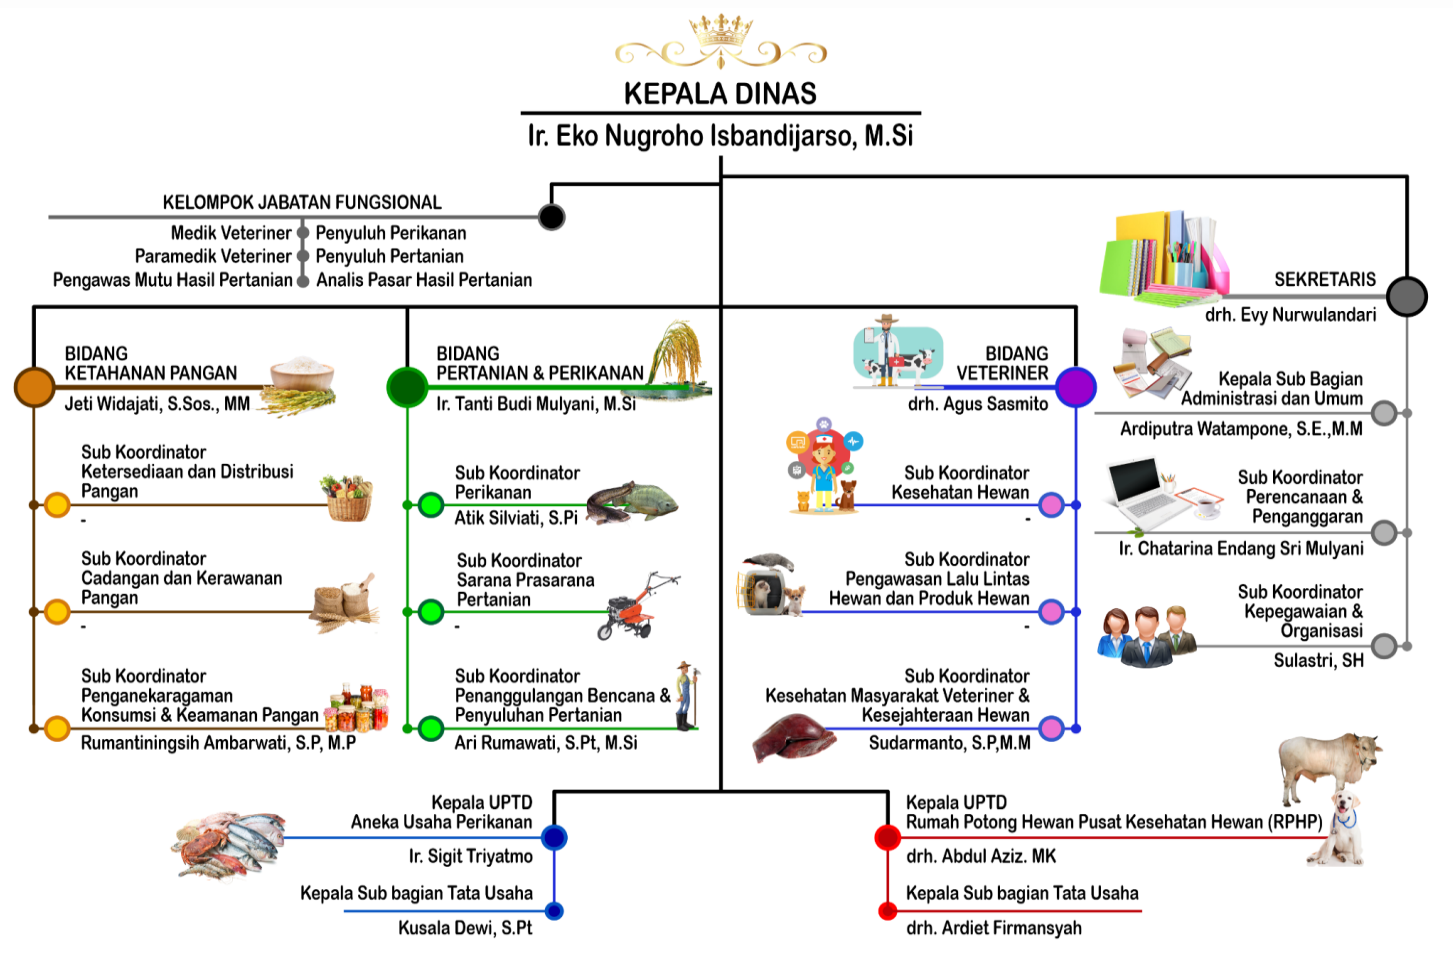 KEPALA DINAS
Ir. Eko Nugroho Isbandijarso, M.Si
KELOMPOK JABATAN FUNGSIONAL
Medik Veteriner
Penyuluh Perikanan
Paramedik Veteriner
Penyuluh Pertanian
Pengawas Mutu Hasil Pertanian
Analis Pasar Hasil Pertanian
SEKRETARIS
drh. Evy Nurwulandari
Kepala Sub Bagian
Administrasi dan Umum
Ardiputra Watampone, S.E.,M.M
Sub Koordinator
Perencanaan &
Penganggaran
Ir. Chatarina Endang Sri Mulyani
Sub Koordinator
Kepegawaian &
Organisasi
Sulastri, SH
BIDANG
KETAHANAN PANGAN
Jeti Widajati, S.Sos., MM
Sub Koordinator
Ketersediaan dan Distribusi
Pangan
-
Sub Koordinator
Cadangan dan Kerawanan
Pangan
-
Sub Koordinator
Penganekaragaman
Konsumsi & Keamanan Pangan
Rumantiningsih Ambarwati, S.P, M.P
BIDANG
PERTANIAN & PERIKANAN
Ir. Tanti Budi Mulyani, M.Si
Sub Koordinator
Perikanan
Atik Silviati, S.Pi
Sub Koordinator
Sarana Prasarana
Pertanian
-
Sub Koordinator
Penanggulangan Bencana &
Penyuluhan Pertanian
Ari Rumawati, S.Pt, M.Si
BIDANG
VETERINER
drh. Agus Sasmito
Sub Koordinator
Kesehatan Hewan
-
Sub Koordinator
Pengawasan Lalu Lintas
Hewan dan Produk Hewan
-
Sub Koordinator
Kesehatan Masyarakat Veteriner &
Kesejahteraan Hewan
Sudarmanto, S.P,M.M
Kepala UPTD
Aneka Usaha Perikanan
Ir. Sigit Triyatmo
Kepala Sub bagian Tata Usaha
Kusala Dewi, S.Pt
Kepala UPTD
Rumah Potong Hewan Pusat Kesehatan Hewan (RPHP)
drh. Abdul Aziz. MK
Kepala Sub bagian Tata Usaha
drh. Ardiet Firmansyah